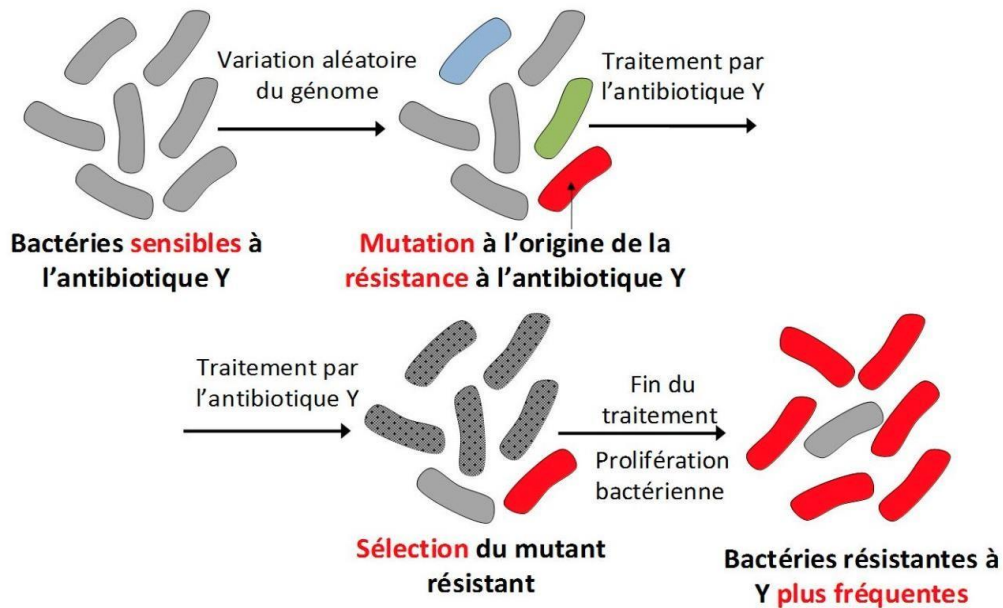 Variation aléatoire
du génome
Traitement par
l’antibiotique Y
Bactéries sensibles à
l’antibiotique Y
Mutation à l’origine de la
résistance à l’antibiotique Y
Traitement par
l’antibiotique Y
Fin du
traitement
Prolifération
bactérienne
Sélection du mutant
résistant
Bactéries résistantes à
Y plus fréquentes